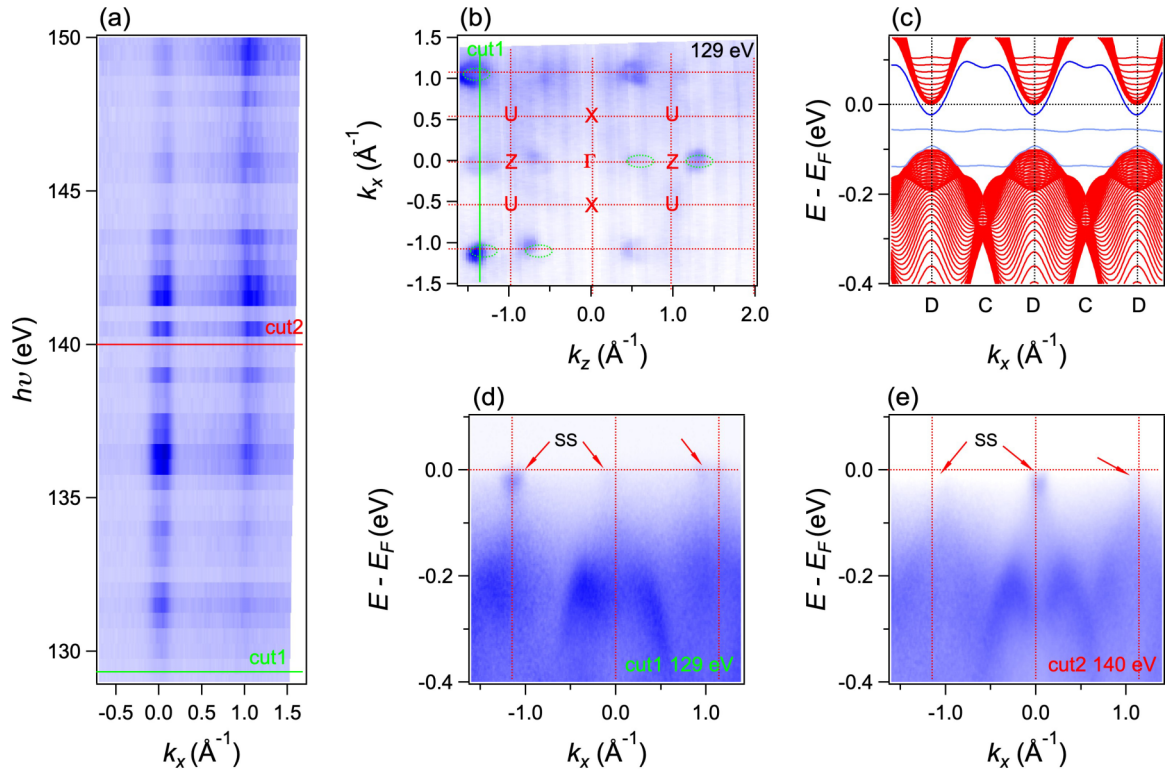 (a)
150
145
140
135
130
hν (eV)
cut2
cut1
-0.5 0.0 0.5 1.0 1.5
kx (Å-1)
(b)
1.5
1.0
0.5
0.0
-0.5
-1.0
-1.5
kx (Å-1)
cut1
129 eV
U X U
Z Γ Z
U X U
-1.0 0.0 1.0 2.0
kz (Å-1)
(c)
0.0
-0.2
-0.4
E - EF (eV)
D C D C D
kx (Å-1)
(d)
0.0
-0.2
-0.4
E - EF (eV)
SS
cut1 129 eV
-1.0 0.0 1.0
kx (Å-1)
(e)
0.0
-0.2
-0.4
E - EF (eV)
SS
cut2 140 eV
-1.0 0.0 1.0
kx (Å-1)